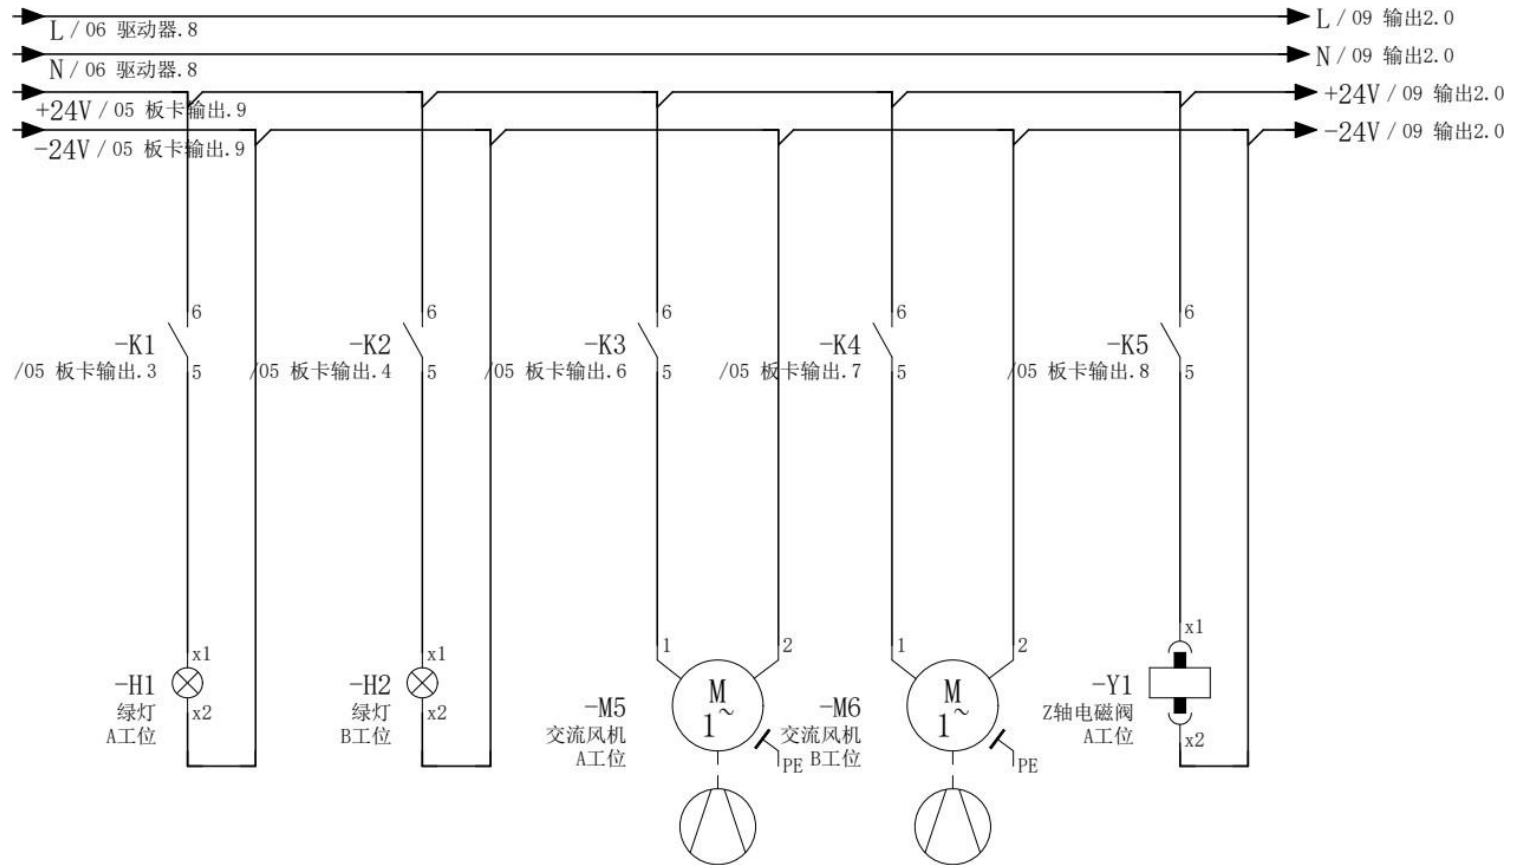 L / 06 驱动器.8
L / 09 输出2.0
N / 06 驱动器.8
N / 09 输出2.0
+24V / 05 板卡输出.9
+24V / 09 输出2.0
-24V / 05 板卡输出.9
-24V / 09 输出2.0
6
-K1
/05 板卡输出.3
5
6
-K2
/05 板卡输出.4
5
6
-K3
/05 板卡输出.6
5
6
-K4
/05 板卡输出.7
5
6
-K5
/05 板卡输出.8
5
x1
-H1
绿灯
A工位
x2
x1
-H2
绿灯
B工位
x2
1
2
M
1~
-M5
交流风机
A工位
PE
1
2
M
1~
-M6
交流风机
B工位
PE
x1
-Y1
Z轴电磁阀
A工位
x2